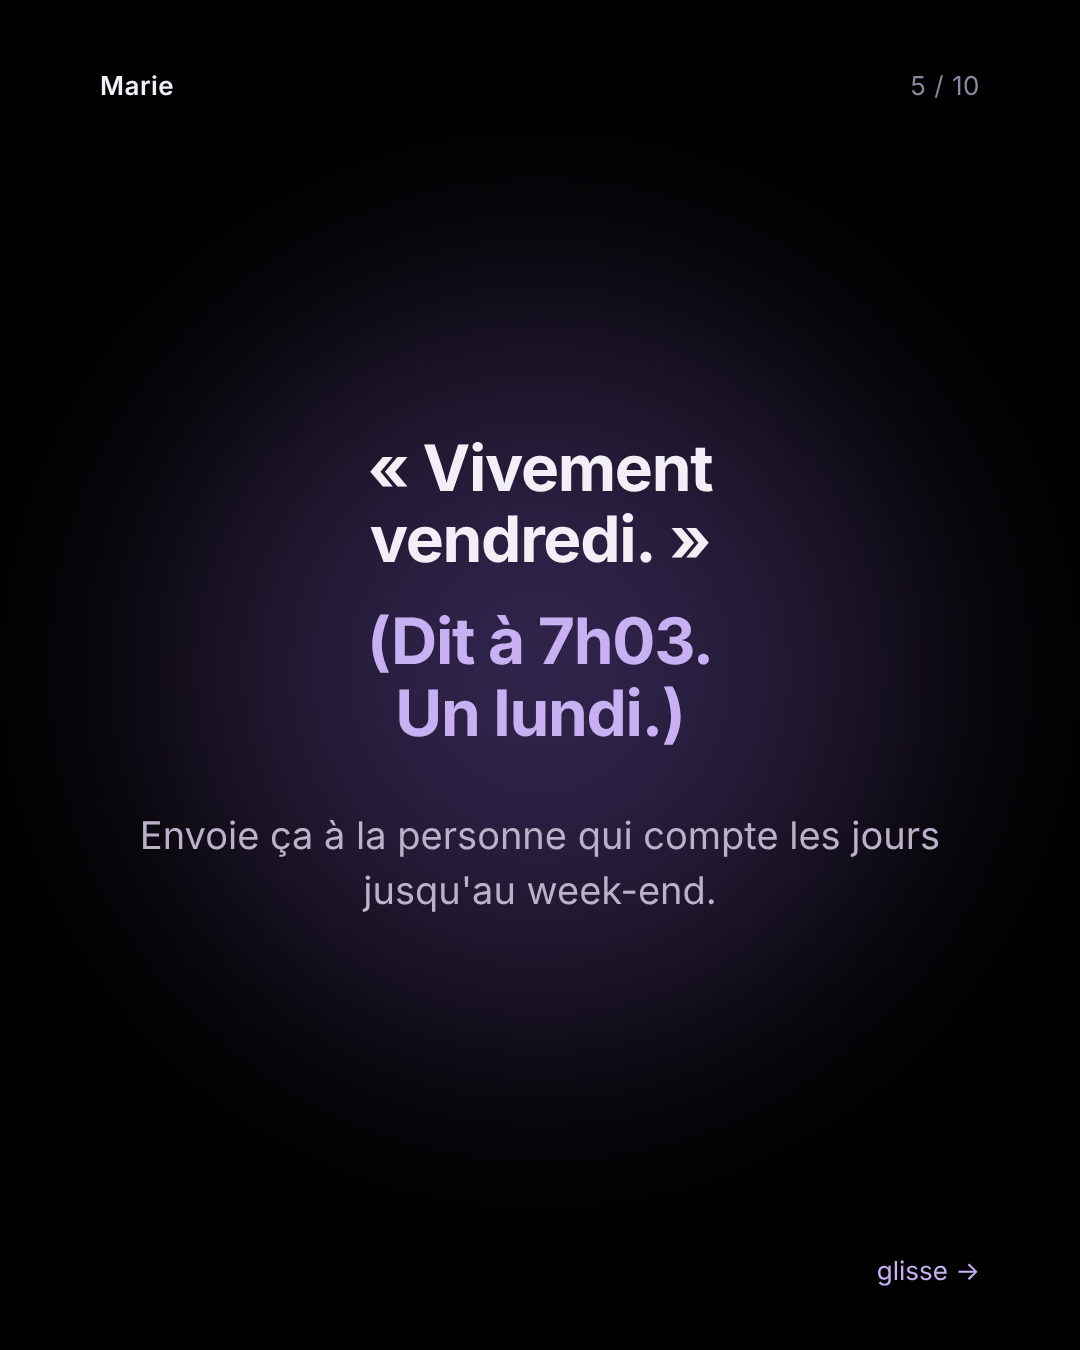 Marie
5 / 10
« Vivement
vendredi. »
(Dit à 7h03.
Un lundi.)
Envoie ça à la personne qui compte les jours
jusqu'au week-end.
glisse →